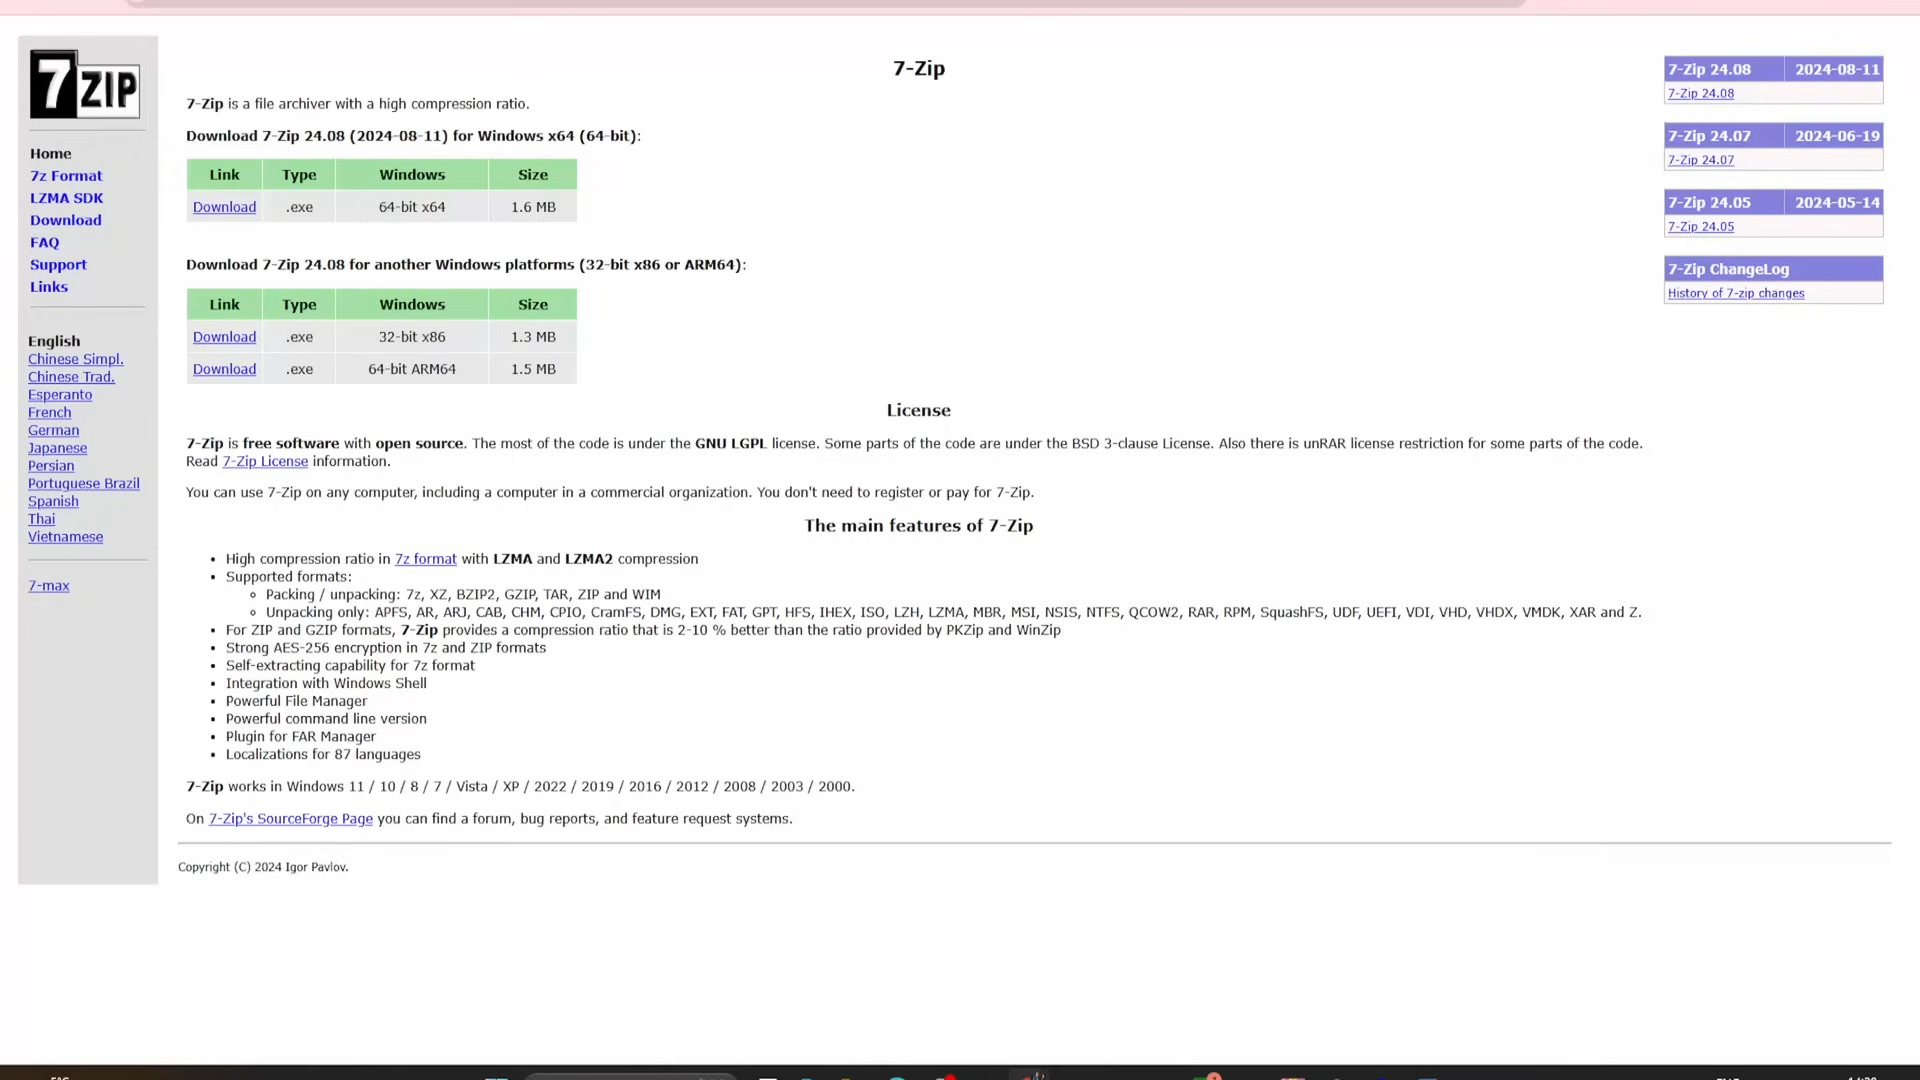 7ZIP
Home
7z Format
LZMA SDK
Download
FAQ
Support
Links
English
Chinese Simpl.
Chinese Trad.
Esperanto
French
German
Japanese
Persian
Portuguese Brazil
Spanish
Thai
Vietnamese
7-max
7-Zip
7-Zip is a file archiver with a high compression ratio.
Download 7-Zip 24.08 (2024-08-11) for Windows x64 (64-bit):
Link Type Windows Size
Download .exe 64-bit x64 1.6 MB
Download 7-Zip 24.08 for another Windows platforms (32-bit x86 or ARM64):
Link Type Windows Size
Download .exe 32-bit x86 1.3 MB
Download .exe 64-bit ARM64 1.5 MB
License
7-Zip is free software with open source. The most of the code is under the GNU LGPL license. Some parts of the code are under the BSD 3-clause License. Also there is unRAR license restriction for some parts of the code.
Read 7-Zip License information.
You can use 7-Zip on any computer, including a computer in a commercial organization. You don't need to register or pay for 7-Zip.
The main features of 7-Zip
• High compression ratio in 7z format with LZMA and LZMA2 compression
• Supported formats:
◦ Packing / unpacking: 7z, XZ, BZIP2, GZIP, TAR, ZIP and WIM
◦ Unpacking only: APFS, AR, ARJ, CAB, CHM, CPIO, CramFS, DMG, EXT, FAT, GPT, HFS, IHEX, ISO, LZH, LZMA, MBR, MSI, NSIS, NTFS, QCOW2, RAR, RPM, SquashFS, UDF, UEFI, VDI, VHD, VHDX, VMDK, XAR and Z.
• For ZIP and GZIP formats, 7-Zip provides a compression ratio that is 2-10 % better than the ratio provided by PKZip and WinZip
• Strong AES-256 encryption in 7z and ZIP formats
• Self-extracting capability for 7z format
• Integration with Windows Shell
• Powerful File Manager
• Powerful command line version
• Plugin for FAR Manager
• Localizations for 87 languages
7-Zip works in Windows 11 / 10 / 8 / 7 / Vista / XP / 2022 / 2019 / 2016 / 2012 / 2008 / 2003 / 2000.
On 7-Zip's SourceForge Page you can find a forum, bug reports, and feature request systems.
Copyright (C) 2024 Igor Pavlov.
7-Zip 24.08 2024-08-11
7-Zip 24.08
7-Zip 24.07 2024-06-19
7-Zip 24.07
7-Zip 24.05 2024-05-14
7-Zip 24.05
7-Zip ChangeLog
History of 7-zip changes